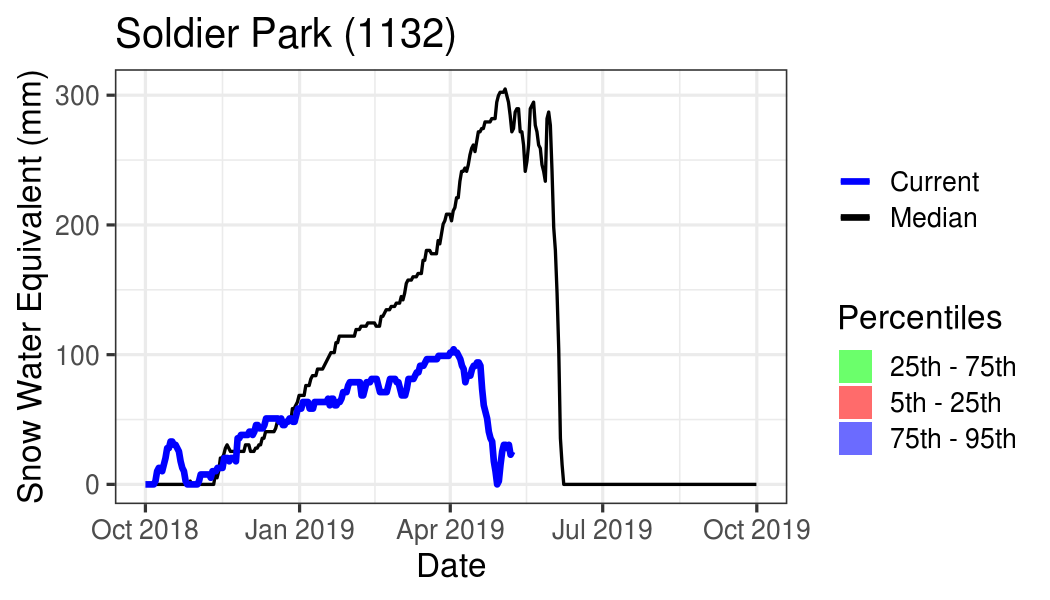 Soldier Park (1132)
Snow Water Equivalent (mm)
300
200
100
0
Oct 2018
Jan 2019
Apr 2019
Jul 2019
Oct 2019
Date
Current
Median
Percentiles
25th - 75th
5th - 25th
75th - 95th